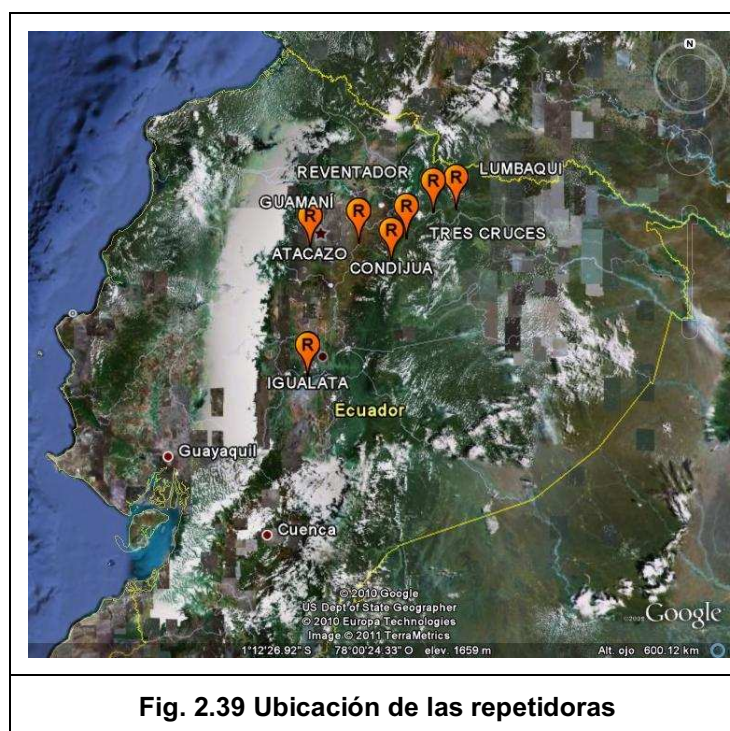 N
REVENTADOR
LUMBAQUI
GUAMANÍ
R R R R R R
TRES CRUCES
ATACAZO
CONDIJUA
R
IGUALATA
Ecuador
Guayaquil
Cuenca
© 2010 Google
US Dept of State Geographer
© 2010 Europa Technologies
Image © 2011 TerraMetrics
Google
1°12'26.92" S 78°00'24.33" O elev. 1659 m Alt. ojo 600.12 km
Fig. 2.39 Ubicación de las repetidoras